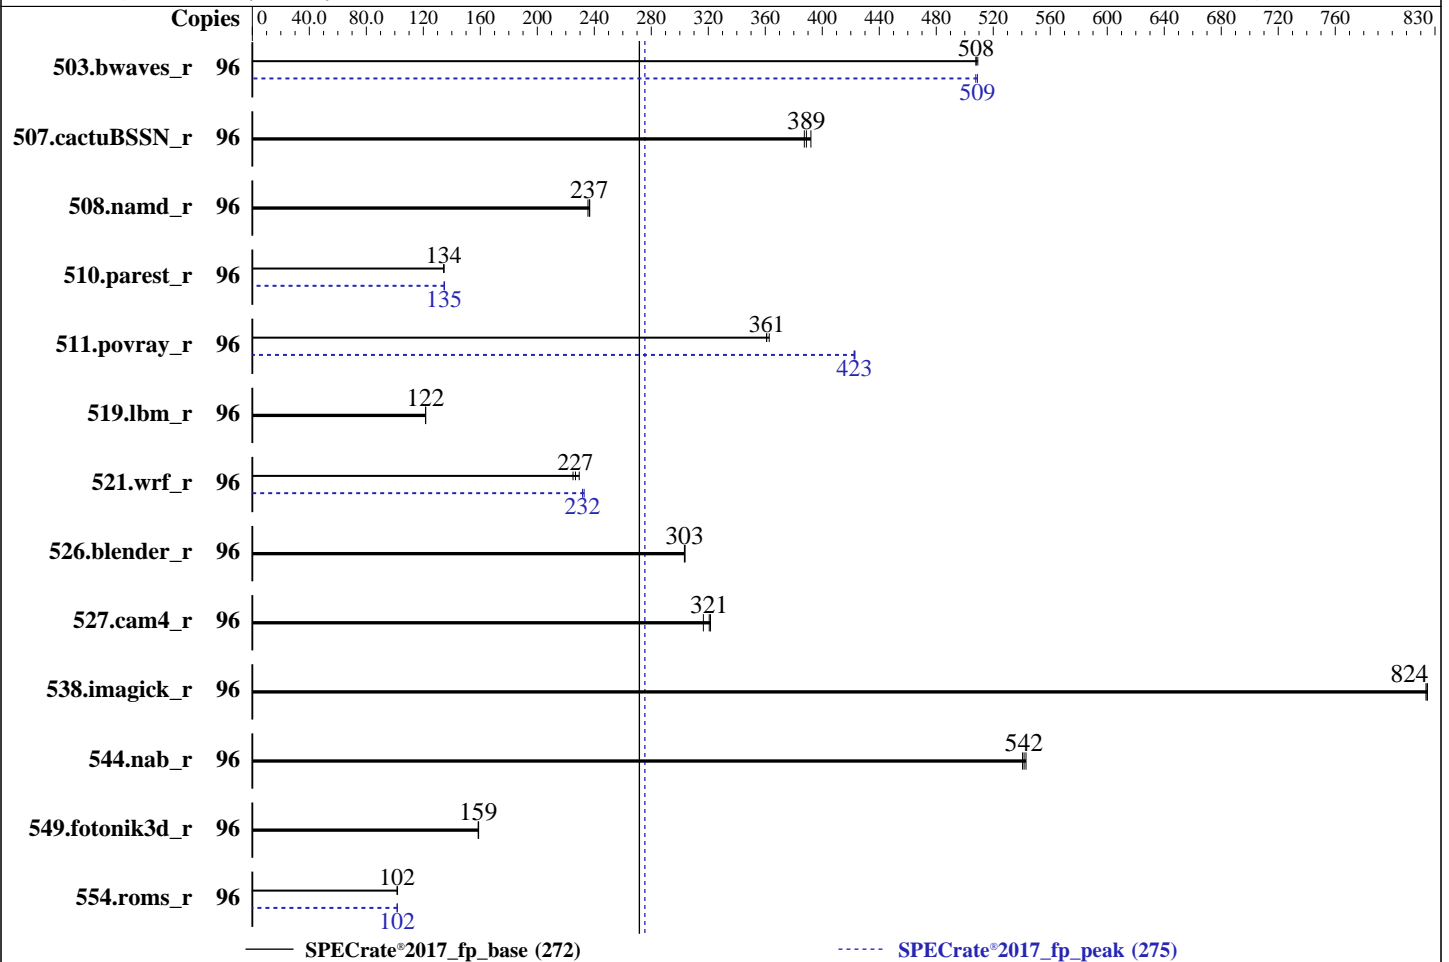 Copies 0 40.0 80.0 120 160 200 240 280 320 360 400 440 480 520 560 600 640 680 720 760 830
503.bwaves_r 96 508
509
507.cactuBSSN_r 96 389
508.namd_r 96 237
510.parest_r 96 134
135
511.povray_r 96 361
423
519.lbm_r 96 122
521.wrf_r 96 227
232
526.blender_r 96 303
527.cam4_r 96 321
538.imagick_r 96 824
544.nab_r 96 542
549.fotonik3d_r 96 159
554.roms_r 96 102
102
SPECrate®2017_fp_base (272) SPECrate®2017_fp_peak (275)